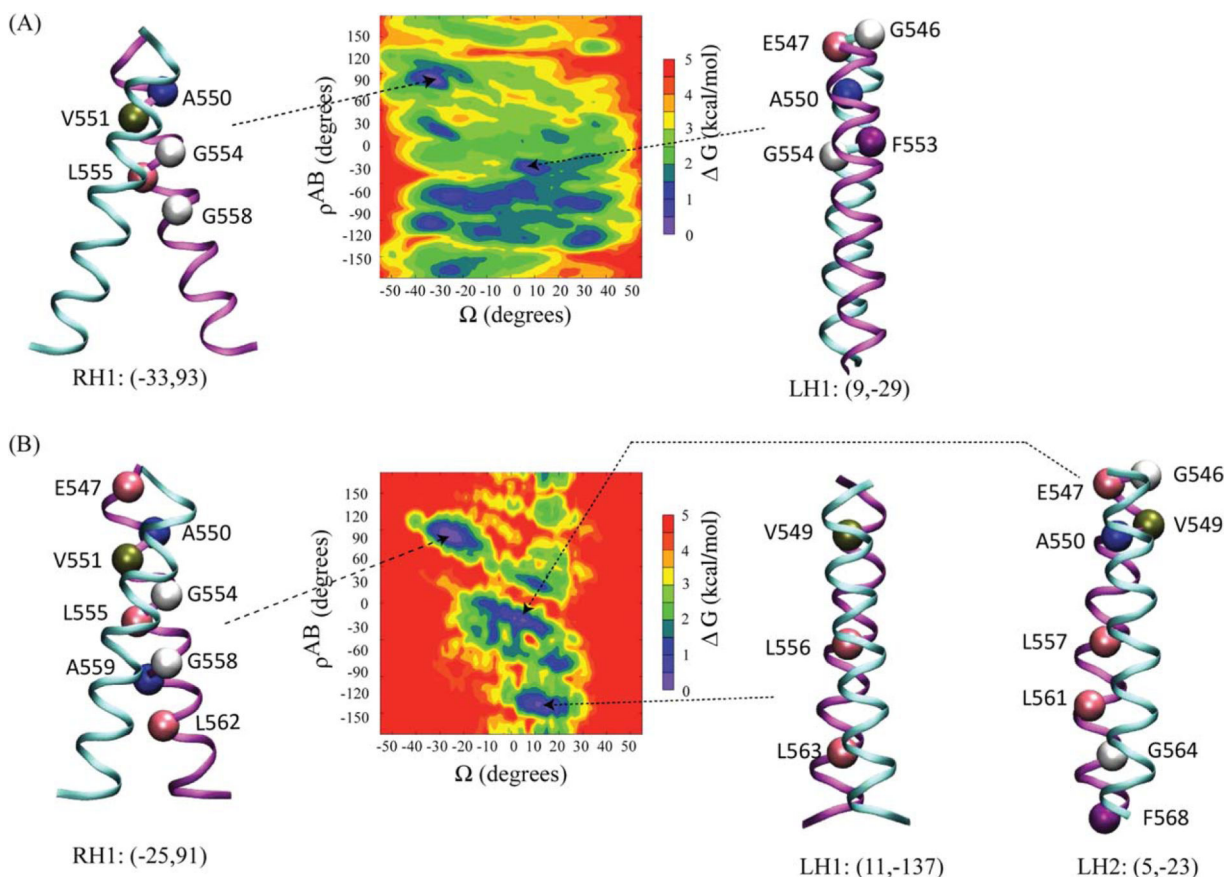 (A)
A550
V551
G554
L555
G558
RH1: (-33,93)
150
120
90
60
30
0
-30
-60
-90
-120
-150
ρAB (degrees)
-50 -40 -30 -20 -10 0 10 20 30 40 50
Ω (degrees)
5
4
3
2
1
0
Δ G (kcal/mol)
G546
E547
A550
F553
G554
LH1: (9,-29)
(B)
E547
A550
V551
G554
L555
G558
A559
L562
RH1: (-25,91)
150
120
90
60
30
0
-30
-60
-90
-120
-150
ρAB (degrees)
-50 -40 -30 -20 -10 0 10 20 30 40 50
Ω (degrees)
5
4
3
2
1
0
Δ G (kcal/mol)
V549
L556
L563
LH1: (11,-137)
G546
E547
V549
A550
L557
L561
G564
F568
LH2: (5,-23)